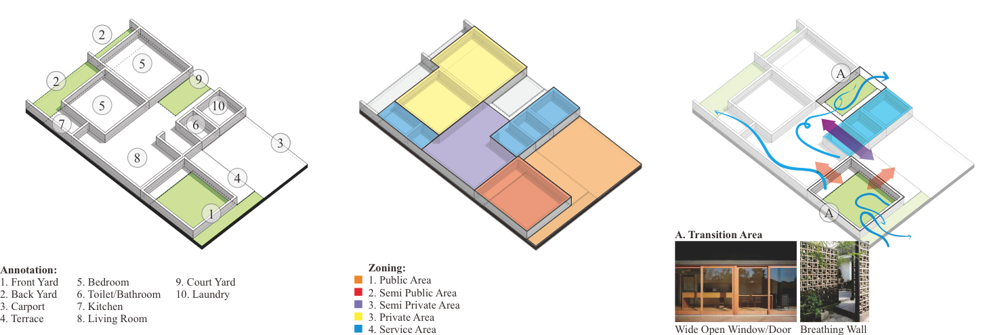 2
5
9
2
5
10
7
6
3
8
4
1
Annotation:
1. Front Yard
2. Back Yard
3. Carport
4. Terrace
5. Bedroom
6. Toilet/Bathroom
7. Kitchen
8. Living Room
9. Court Yard
10. Laundry
Zoning:
1. Public Area
2. Semi Public Area
3. Semi Private Area
3. Private Area
4. Service Area
A
A
A. Transition Area
Wide Open Window/Door
Breathing Wall